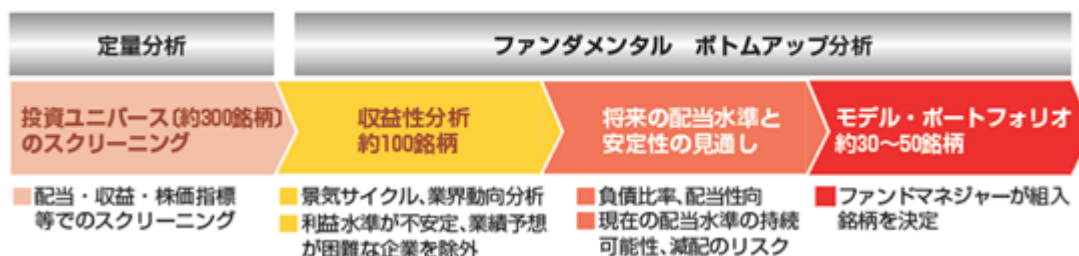 定量分析
ファンダメンタル ボトムアップ分析
投資ユニバース(約300銘柄)
のスクリーニング
収益性分析
約100銘柄
将来の配当水準と
安定性の見通し
モデル・ポートフォリオ
約30〜50銘柄
配当・収益・株価指標
等でのスクリーニング
景気サイクル、業界動向分析
利益水準が不安定、業績予想
が困難な企業を除外
負債比率、配当性向
現在の配当水準の持続
可能性、減配のリスク
ファンドマネジャーが組入
銘柄を決定